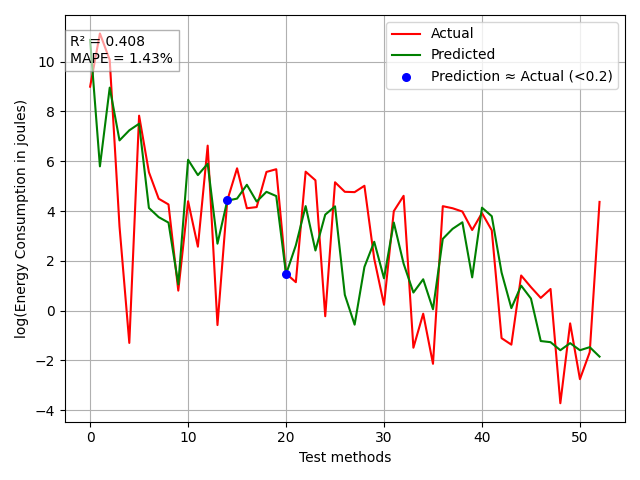 R² = 0.408
MAPE = 1.43%
Actual
Predicted
Prediction ≈ Actual (<0.2)
log(Energy Consumption in joules)
10
8
6
4
2
0
−2
−4
0
10
20
30
40
50
Test methods